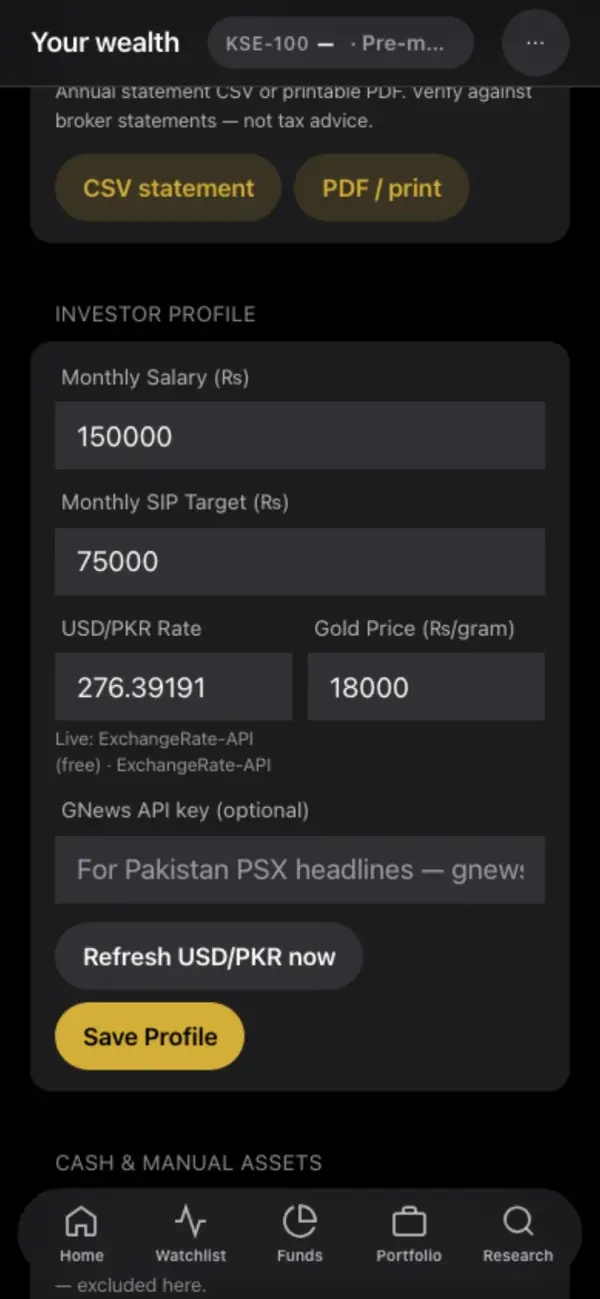 Your wealth
KSE-100 — · Pre-m...
...
Annual statement CSV or printable PDF. Verify against
broker statements — not tax advice.
CSV statement
PDF / print
INVESTOR PROFILE
Monthly Salary (Rs)
150000
Monthly SIP Target (Rs)
75000
USD/PKR Rate
Gold Price (Rs/gram)
276.39191
18000
Live: ExchangeRate-API
(free) · ExchangeRate-API
GNews API key (optional)
For Pakistan PSX headlines — gnews
Refresh USD/PKR now
Save Profile
CASH & MANUAL ASSETS
Home
Watchlist
Funds
Portfolio
Research
— excluded here.